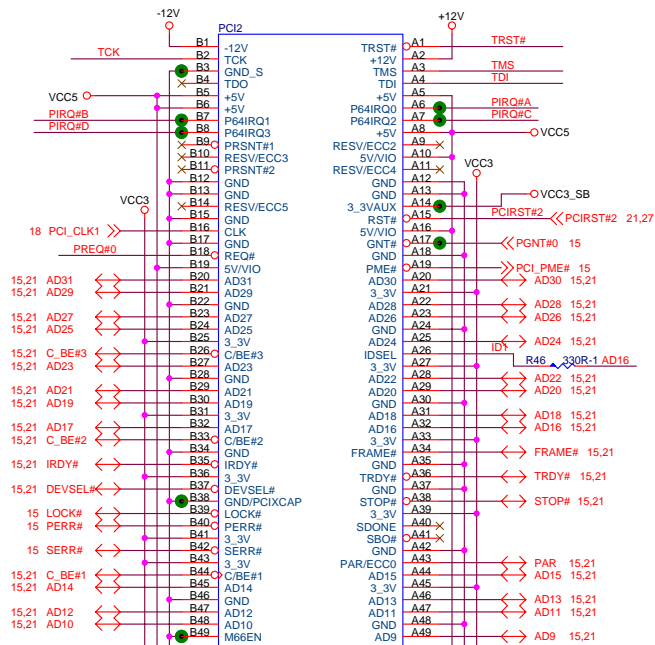 -12V +12V
PCI2
B1 -12V TRST# A1 TRST#
TCK B2 TCK +12V A2
B3 GND_S TMS A3 TMS
B4 TDO TDI A4 TDI
VCC5 B5 +5V +5V A5
B6 +5V P64IRQ0 A6 PIRQ#A
PIRQ#B B7 P64IRQ1 P64IRQ2 A7 PIRQ#C
PIRQ#D B8 P64IRQ3 +5V A8 VCC5
B9 PRSNT#1 RESV/ECC2 A9
B10 RESV/ECC3 5V/VIO A10
B11 PRSNT#2 RESV/ECC4 A11 VCC3
B12 GND GND A12
B13 GND GND A13 VCC3_SB
VCC3 B14 RESV/ECC5 3_3VAUX A14
B15 GND RST# A15 PCIRST#2 PCIRST#2 21,27
18 PCI_CLK1 B16 CLK 5V/VIO A16
B17 GND GNT# A17 PGNT#0 15
PREQ#0 B18 REQ# GND A18
B19 5V/VIO PME# A19 PCI_PME# 15
15,21 AD31 B20 AD31 AD30 A20 AD30 15,21
15,21 AD29 B21 AD29 3_3V A21
B22 GND AD28 A22 AD28 15,21
15,21 AD27 B23 AD27 AD26 A23 AD26 15,21
15,21 AD25 B24 AD25 GND A24
B25 3_3V AD24 A25 AD24 15,21
15,21 C_BE#3 B26 C/BE#3 IDSEL A26 ID1 R46 330R-1 AD16
15,21 AD23 B27 AD23 3_3V A27
B28 GND AD22 A28 AD22 15,21
15,21 AD21 B29 AD21 AD20 A29 AD20 15,21
15,21 AD19 B30 AD19 GND A30
B31 3_3V AD18 A31 AD18 15,21
15,21 AD17 B32 AD17 AD16 A32 AD16 15,21
15,21 C_BE#2 B33 C/BE#2 3_3V A33
B34 GND FRAME# A34 FRAME# 15,21
15,21 IRDY# B35 IRDY# GND A35
B36 3_3V TRDY# A36 TRDY# 15,21
15,21 DEVSEL# B37 DEVSEL# GND A37
B38 GND/PCIXCAP STOP# A38 STOP# 15,21
15 LOCK# B39 LOCK# 3_3V A39
15 PERR# B40 PERR# SDONE A40
B41 3_3V SBO# A41
15 SERR# B42 SERR# GND A42
B43 3_3V PAR/ECC0 A43 PAR 15,21
15,21 C_BE#1 B44 C/BE#1 AD15 A44 AD15 15,21
15,21 AD14 B45 AD14 3_3V A45
B46 GND AD13 A46 AD13 15,21
15,21 AD12 B47 AD12 AD11 A47 AD11 15,21
15,21 AD10 B48 AD10 GND A48
B49 M66EN AD9 A49 AD9 15,21